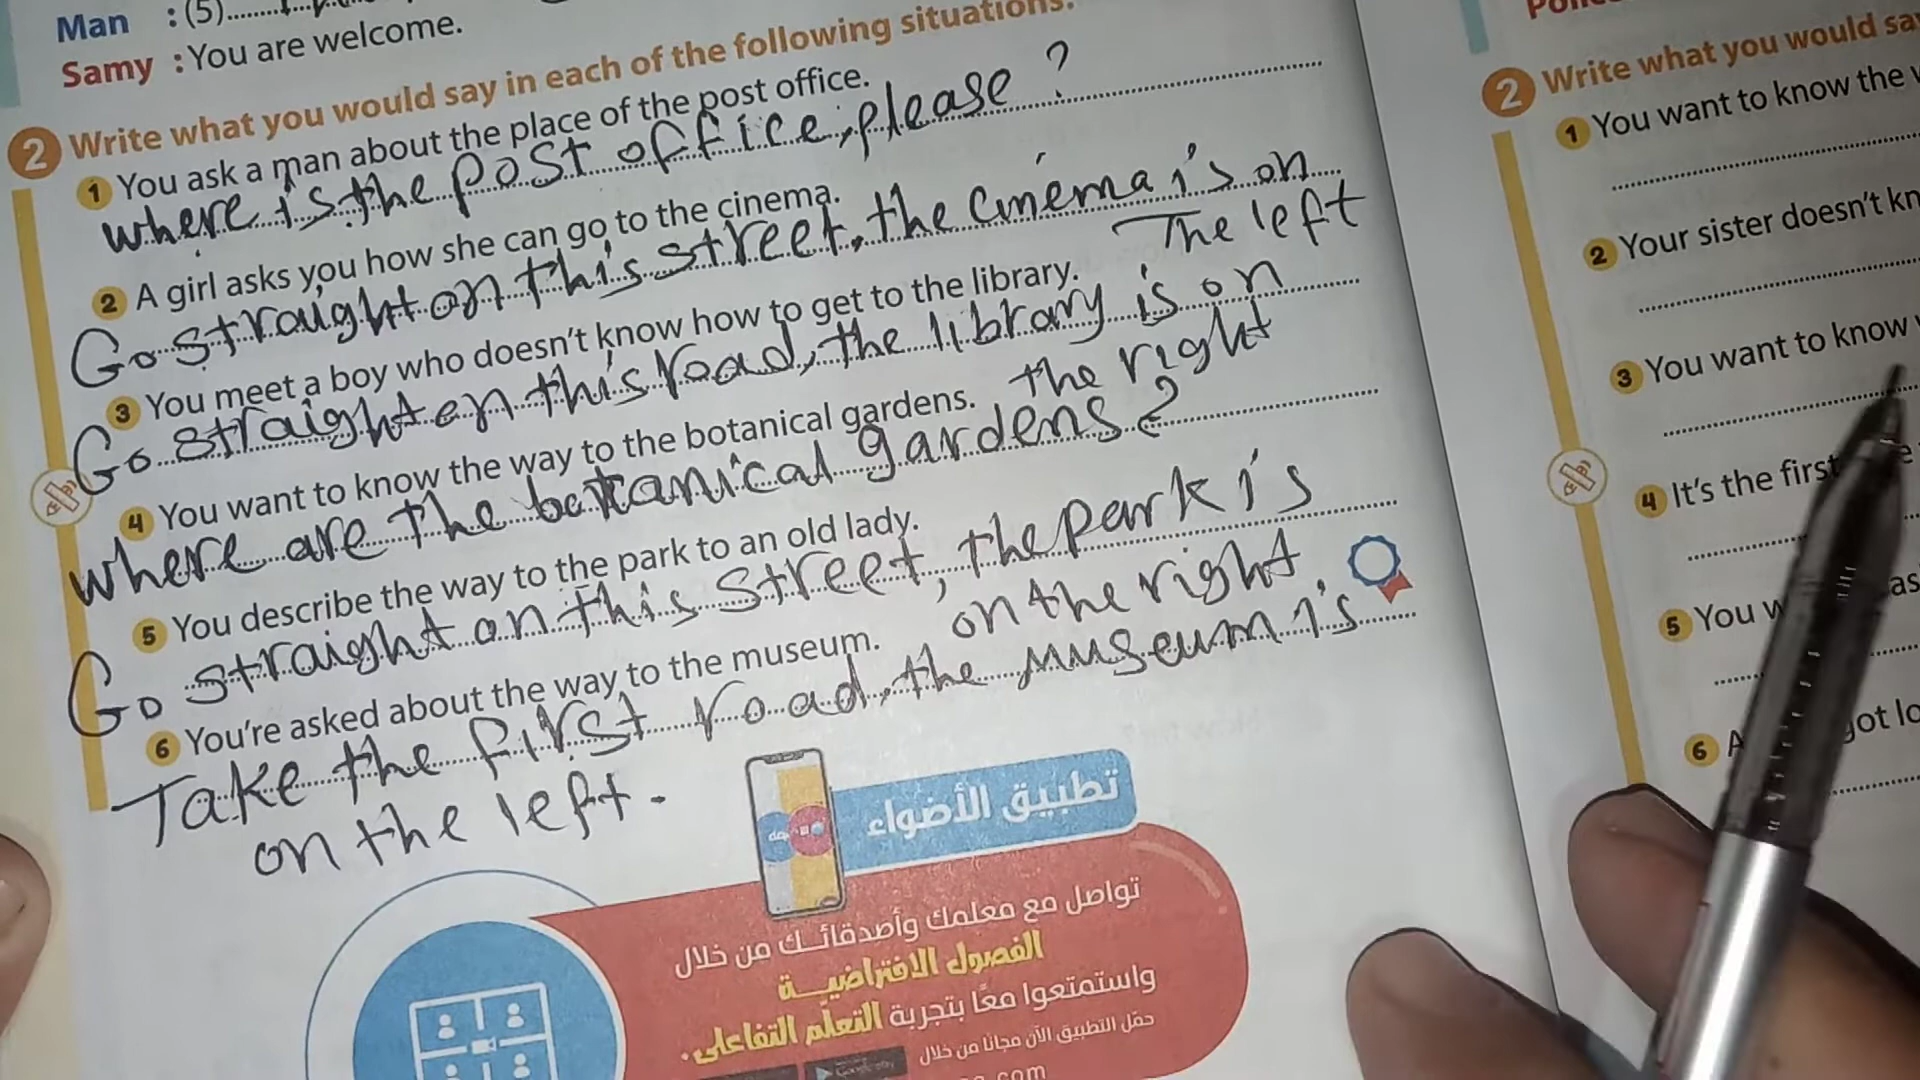 Man : (5)
Samy : You are welcome.
2 Write what you would say in each of the following situations.
1 You ask a man about the place of the post office.
where is the post office, please ?
2 A girl asks you how she can go to the cinema.
Go straight on this street, the cinema is on
The left
3 You meet a boy who doesn't know how to get to the library.
Go straight on this road, the library is on
the right
4 You want to know the way to the botanical gardens.
where are the botanical gardens ?
5 You describe the way to the park to an old lady.
Go straight on this street, the park is
on the right.
6 You're asked about the way to the museum.
Take the first road, the museum is
on the left.
تطبيق الأضواء
تواصل مع معلمك وأصدقائك من خلال
الفصول الافتراضية
واستمتعوا معًا بتجربة التعلّم التفاعلى.
حمّل التطبيق الآن مجانًا من خلال
Google play
.com
2 Write what you would
1 You want to know the
2 Your sister doesn't
3 You want to know
4 It's the first
5 You
6
got